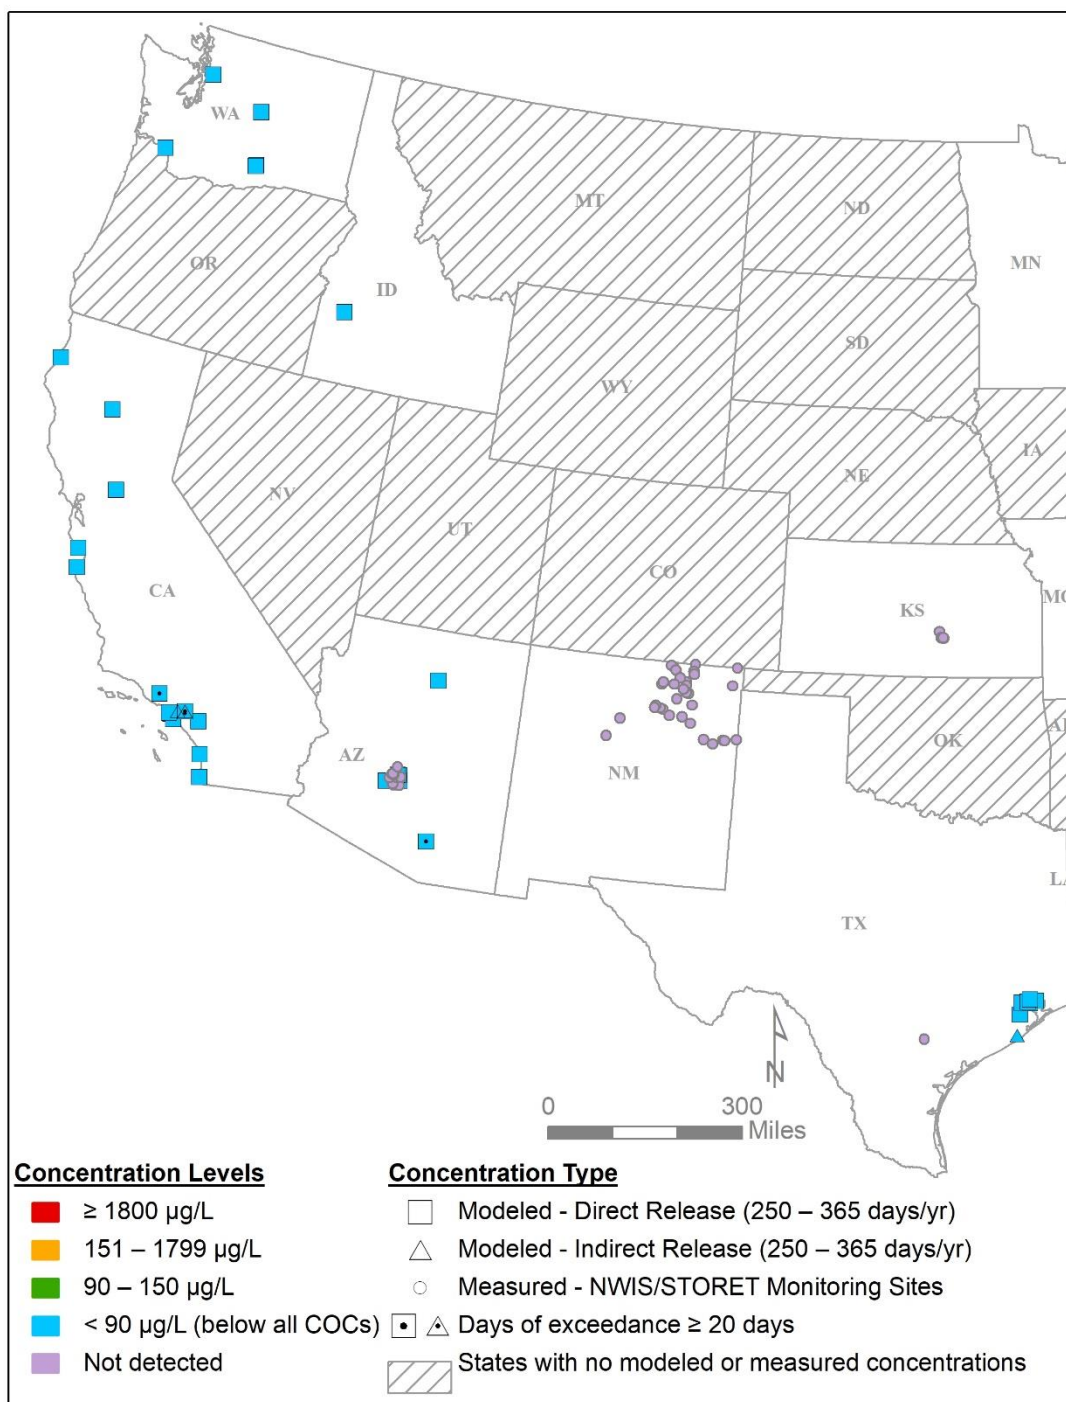 WA
MT
ND
MN
OR
ID
SD
WY
IA
NE
NV
UT
CO
CA
KS
MO
AZ
NM
OK
TX
N
0 300
Miles
Concentration Levels
≥ 1800 µg/L
151 – 1799 µg/L
90 – 150 µg/L
< 90 µg/L (below all COCs)
Not detected
Concentration Type
Modeled - Direct Release (250 – 365 days/yr)
Modeled - Indirect Release (250 – 365 days/yr)
Measured - NWIS/STORET Monitoring Sites
Days of exceedance ≥ 20 days
States with no modeled or measured concentrations